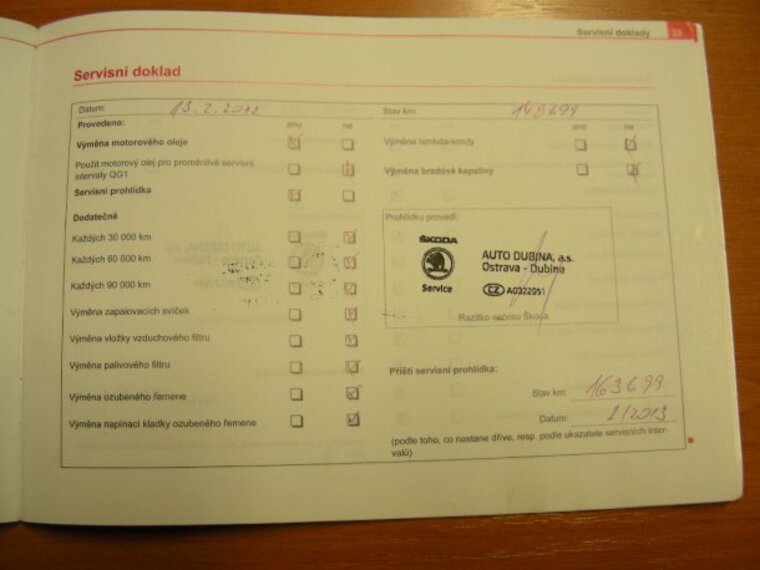 Servisní doklady 33
Servisní doklad
Datum: 13.2.2012
Stav km: 148699
Provedeno: ano ne
ano ne
Výměna motorového oleje
Výměna lambda-sondy
Použit motorový olej pro proměnlivé servisní
intervaly QG1
Výměna brzdové kapaliny
Servisní prohlídka
Dodatečně
Každých 30 000 km
Každých 60 000 km
Každých 90 000 km
Výměna zapalovacích svíček
Výměna vložky vzduchového filtru
Výměna palivového filtru
Výměna ozubeného řemene
Výměna napínací kladky ozubeného řemene
Prohlídku provedl:
ŠKODA
Service
AUTO DUBINA, a.s.
Ostrava - Dubina
CZ A0322951
Razítko servisu Škoda
Příští servisní prohlídka:
Stav km: 163699
Datum: 2/2013
(podle toho, co nastane dříve, resp. podle ukazatele servisních inter-
valů)